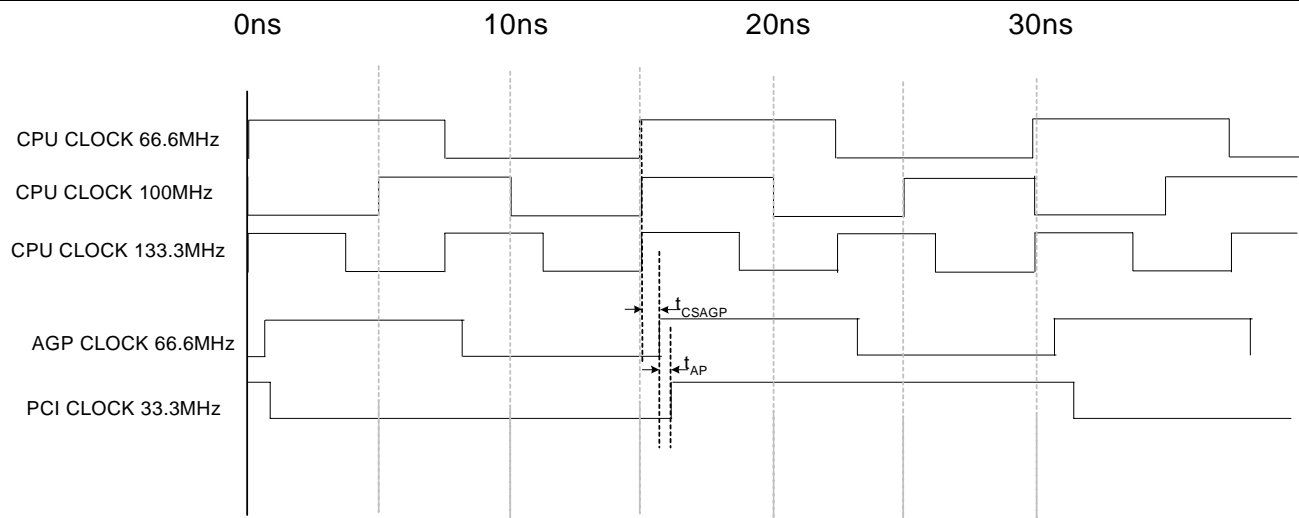 0ns 10ns 20ns 30ns
CPU CLOCK 66.6MHz
CPU CLOCK 100MHz
CPU CLOCK 133.3MHz
tCSAGP
AGP CLOCK 66.6MHz
tAP
PCI CLOCK 33.3MHz